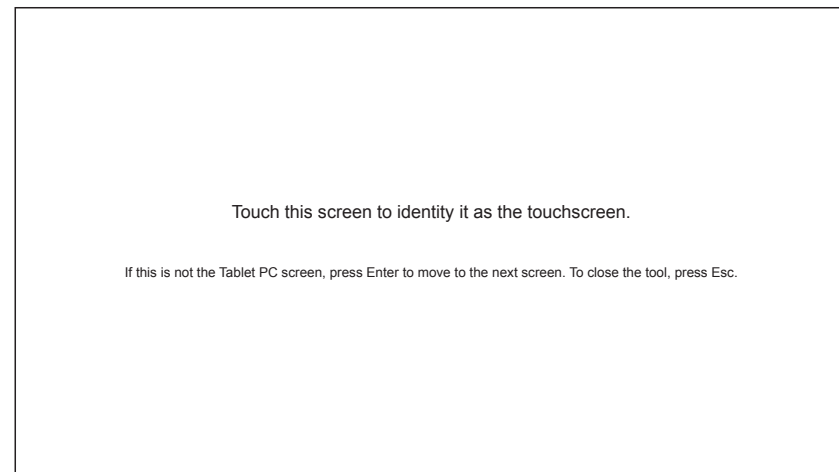 Touch this screen to identity it as the touchscreen.
If this is not the Tablet PC screen, press Enter to move to the next screen. To close the tool, press Esc.